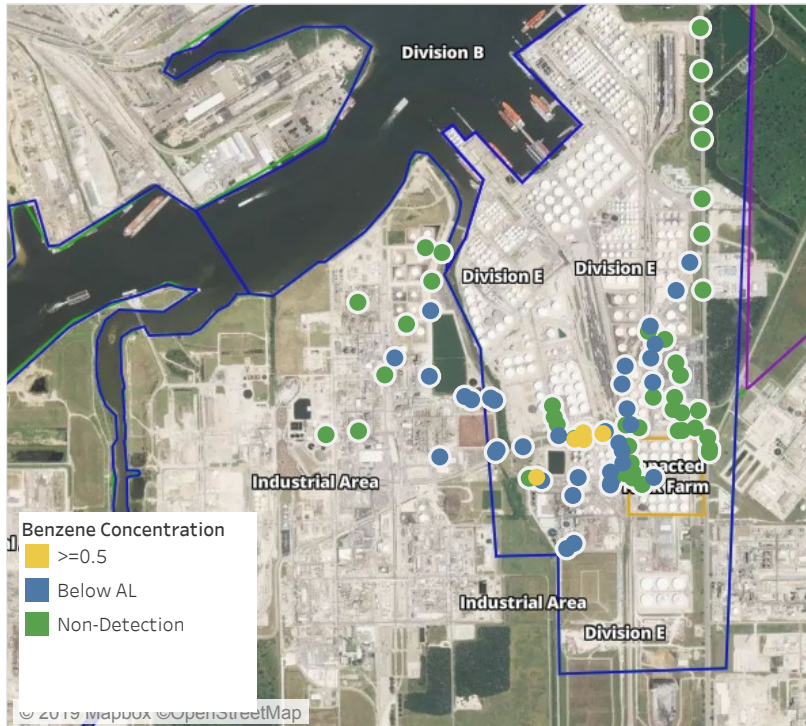 Division B
Division E
Division E
Industrial Area
Farm
Benzene Concentration
>=0.5
Below AL
Non-Detection
Industrial Area
Division E
© 2019 Mapbox ©OpenStreetMap